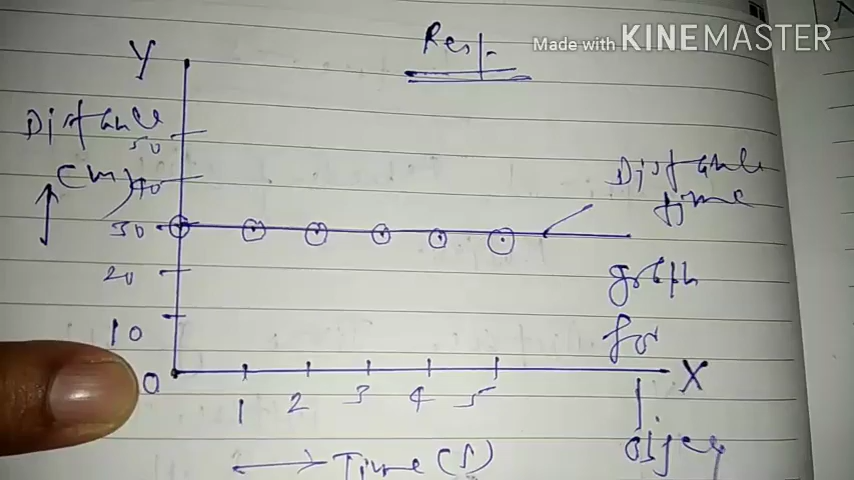 Rest
Made with KINEMASTER
Y
Distance
(m)
50
40
30
20
10
0
1 2 3 4 5
X
Time (s)
Distance
time
graph
for
object